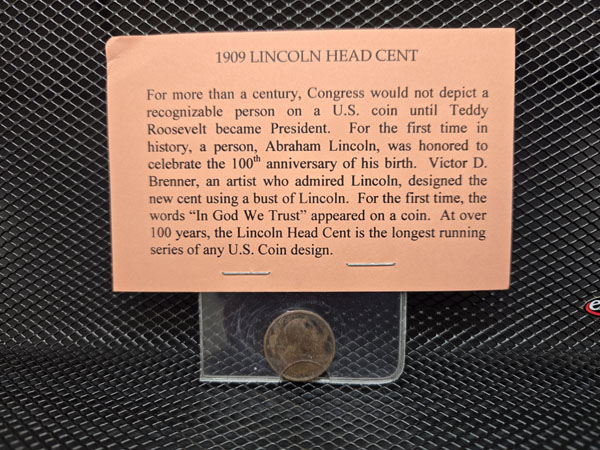 1909 LINCOLN HEAD CENT
For more than a century, Congress would not depict a
recognizable person on a U.S. coin until Teddy
Roosevelt became President. For the first time in
history, a person, Abraham Lincoln, was honored to
celebrate the 100th anniversary of his birth. Victor D.
Brenner, an artist who admired Lincoln, designed the
new cent using a bust of Lincoln. For the first time, the
words “In God We Trust” appeared on a coin. At over
100 years, the Lincoln Head Cent is the longest running
series of any U.S. Coin design.